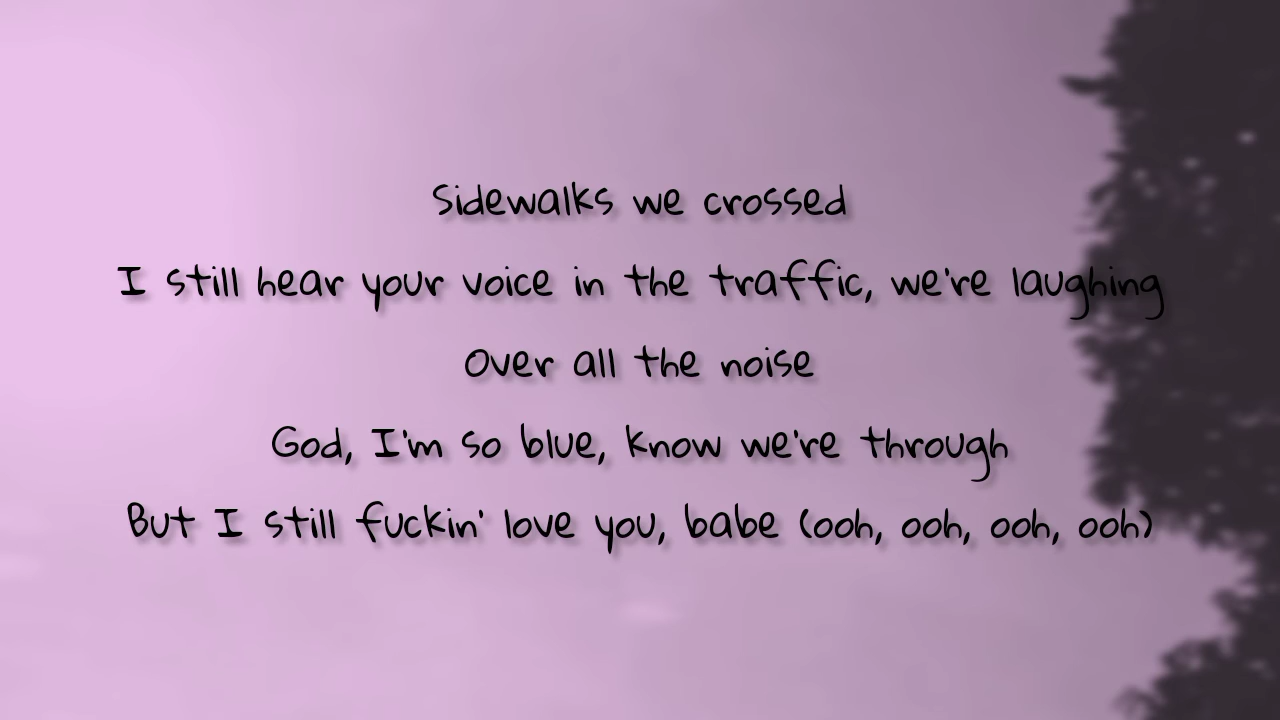 Sidewalks we crossed
I still hear your voice in the traffic, we're laughing
Over all the noise
God, I'm so blue, know we're through
But I still fuckin' love you, babe (ooh, ooh, ooh, ooh)